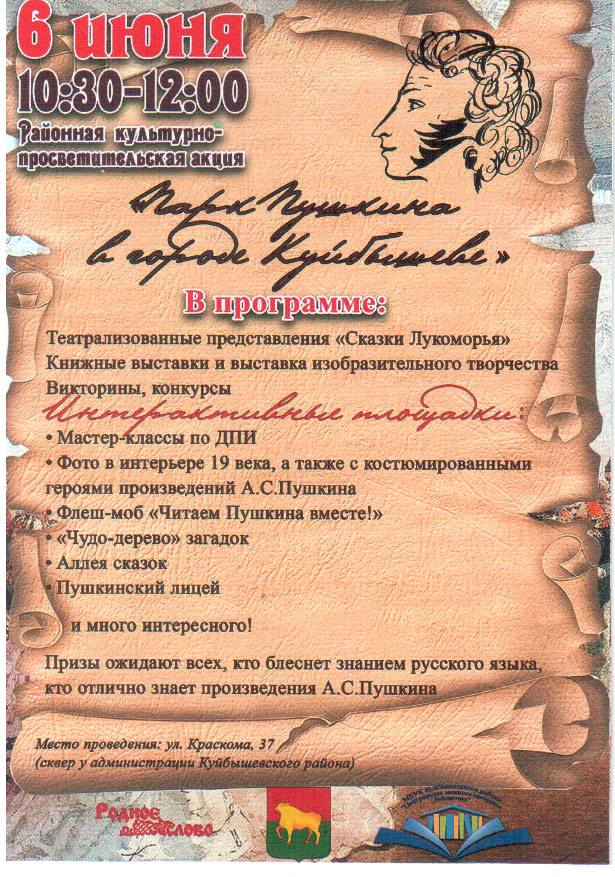 6 июня
10:30-12:00
Районная культурно-
просветительская акция
«Парк Пушкина
в городе Куйбышеве»
В программе:
Театрализованные представления «Сказки Лукоморья»
Книжные выставки и выставка изобразительного творчества
Викторины, конкурсы
Интерактивные площадки:
• Мастер-классы по ДПИ
• Фото в интерьере 19 века, а также с костюмированными
героями произведений А.С.Пушкина
• Флеш-моб «Читаем Пушкина вместе!»
• «Чудо-дерево» загадок
• Аллея сказок
• Пушкинский лицей
и много интересного!
Призы ожидают всех, кто блеснет знанием русского языка,
кто отлично знает произведения А.С.Пушкина
Место проведения: ул. Краскома, 37
(сквер у администрации Куйбышевского района)
Родное
слово